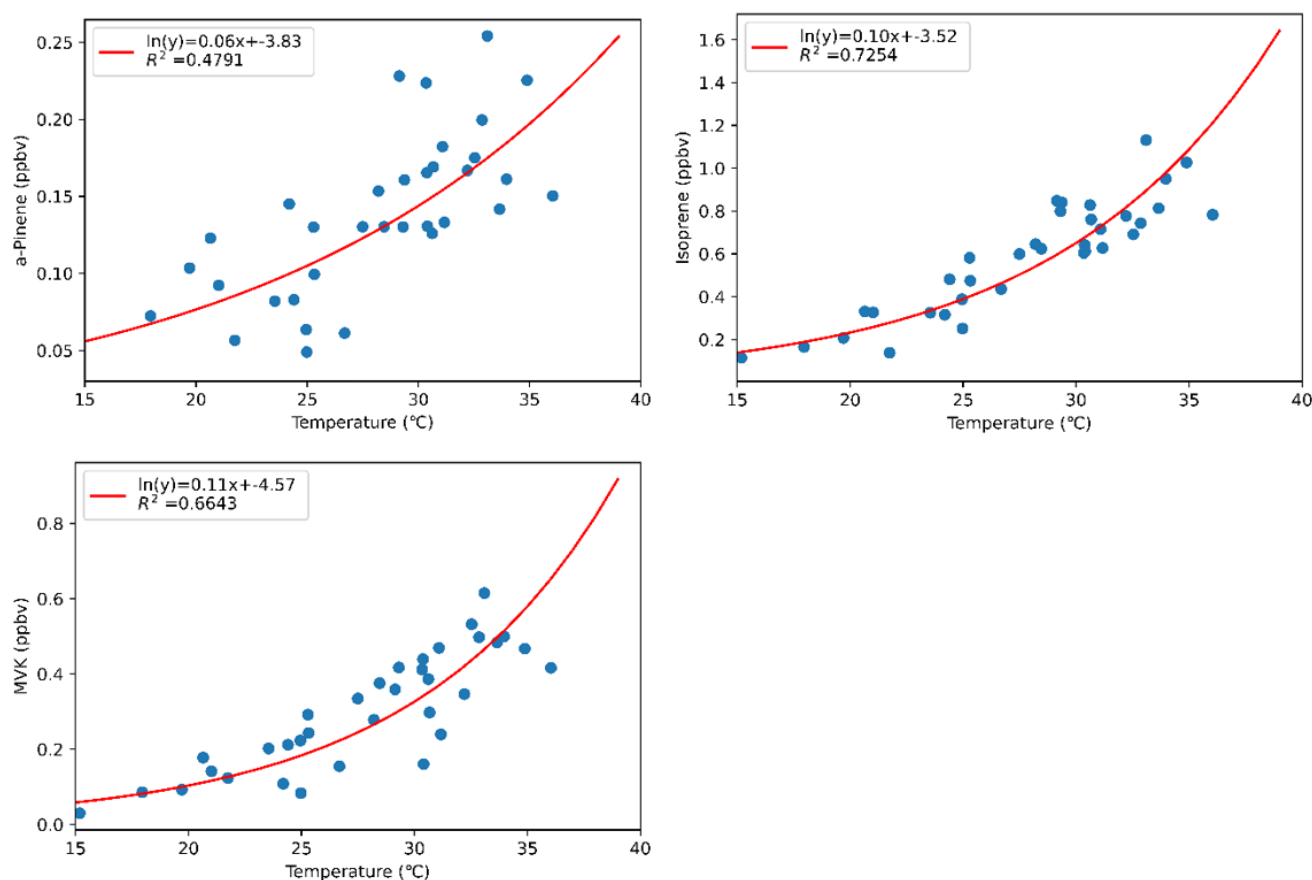 ln(y)=0.06x+-3.83
R² =0.4791
a-Pinene (ppbv)
0.25
0.20
0.15
0.10
0.05
15 20 25 30 35 40
Temperature (℃)
ln(y)=0.10x+-3.52
R² =0.7254
Isoprene (ppbv)
1.6
1.4
1.2
1.0
0.8
0.6
0.4
0.2
15 20 25 30 35 40
Temperature (℃)
ln(y)=0.11x+-4.57
R² =0.6643
MVK (ppbv)
0.8
0.6
0.4
0.2
0.0
15 20 25 30 35 40
Temperature (℃)